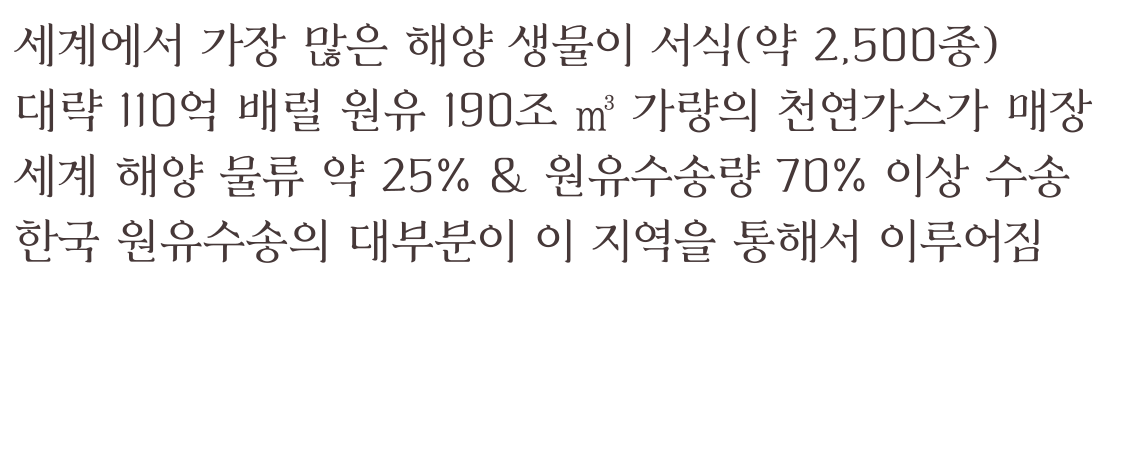 세계에서 가장 많은 해양 생물이 서식(약 2,500종)
대략 110억 배럴 원유 190조 ㎥ 가량의 천연가스가 매장
세계 해양 물류 약 25% & 원유수송량 70% 이상 수송
한국 원유수송의 대부분이 이 지역을 통해서 이루어짐